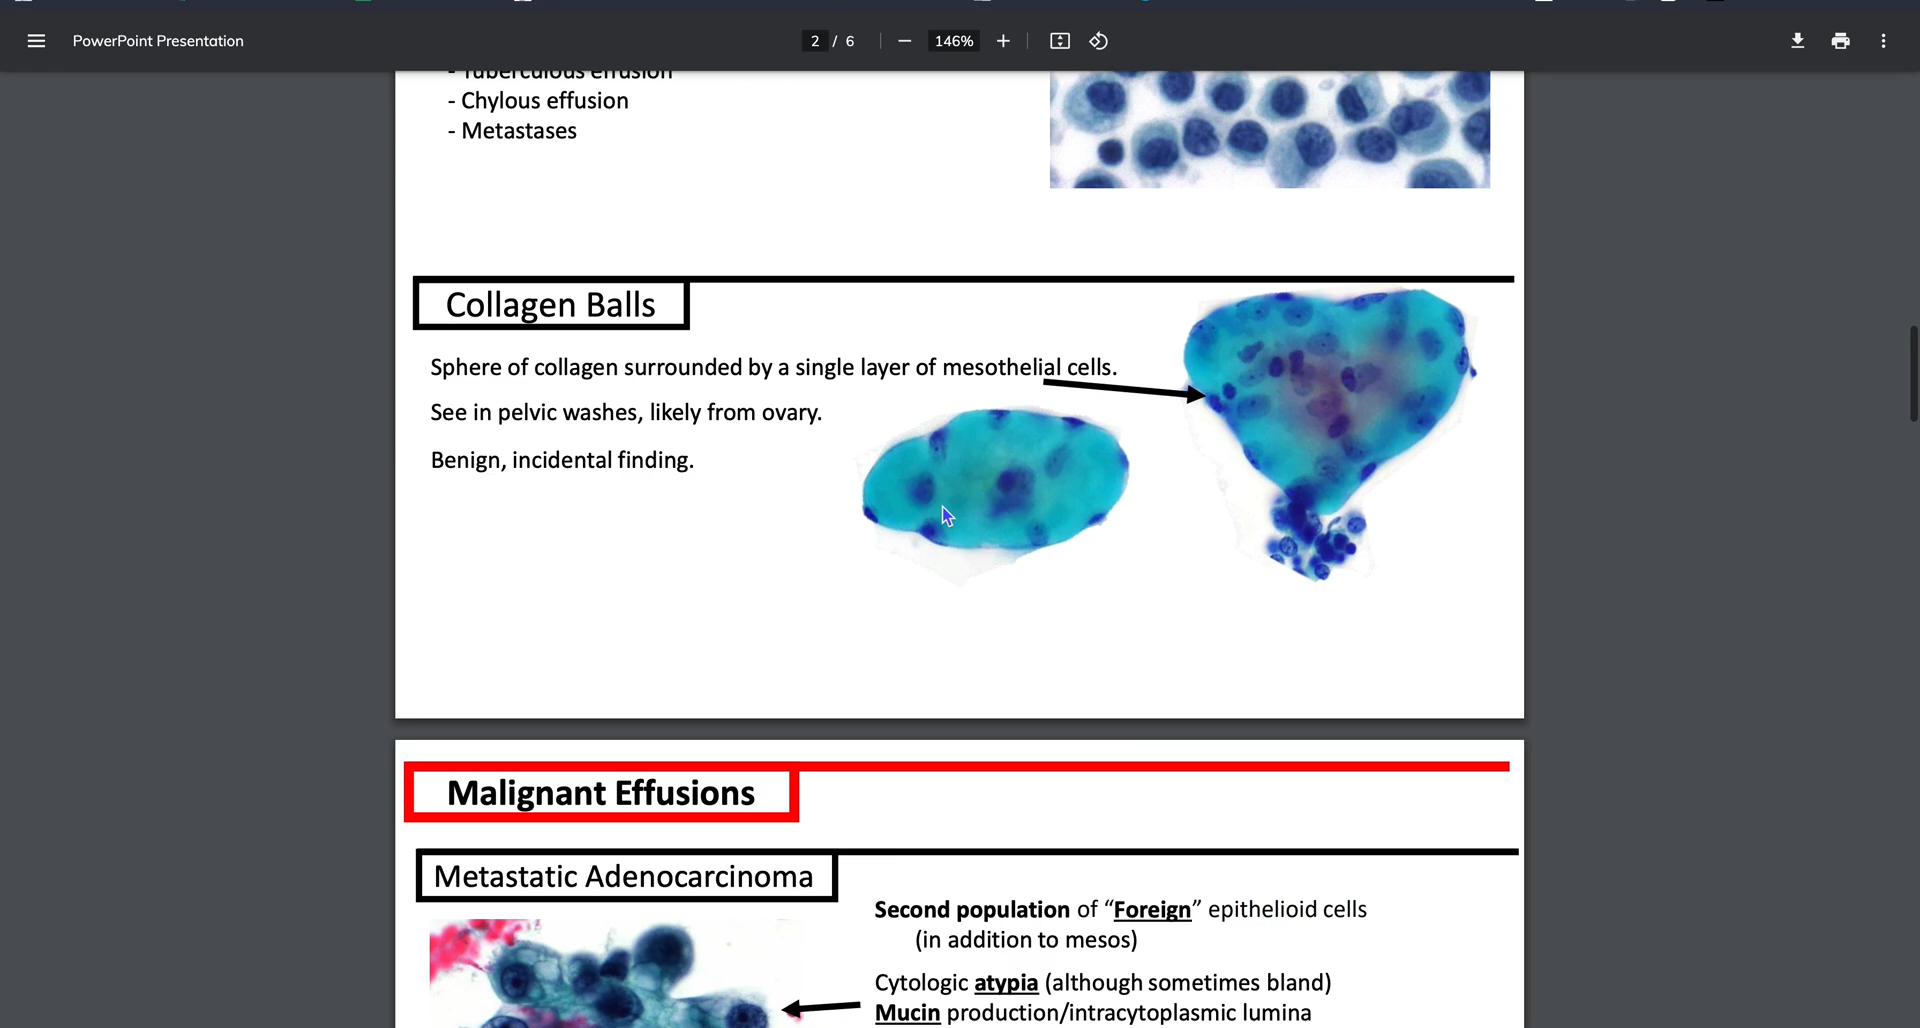 PowerPoint Presentation
2 / 6
146%
- Tuberculous effusion
- Chylous effusion
- Metastases
Collagen Balls
Sphere of collagen surrounded by a single layer of mesothelial cells.
See in pelvic washes, likely from ovary.
Benign, incidental finding.
Malignant Effusions
Metastatic Adenocarcinoma
Second population of “Foreign” epithelioid cells
(in addition to mesos)
Cytologic atypia (although sometimes bland)
Mucin production/intracytoplasmic lumina